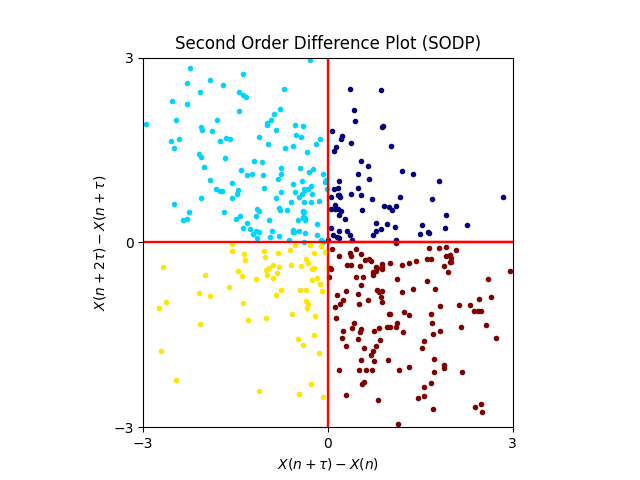 Second Order Difference Plot (SODP)
3
0
−3
−3
0
3
X(n + 2τ) − X(n + τ)
X(n + τ) − X(n)